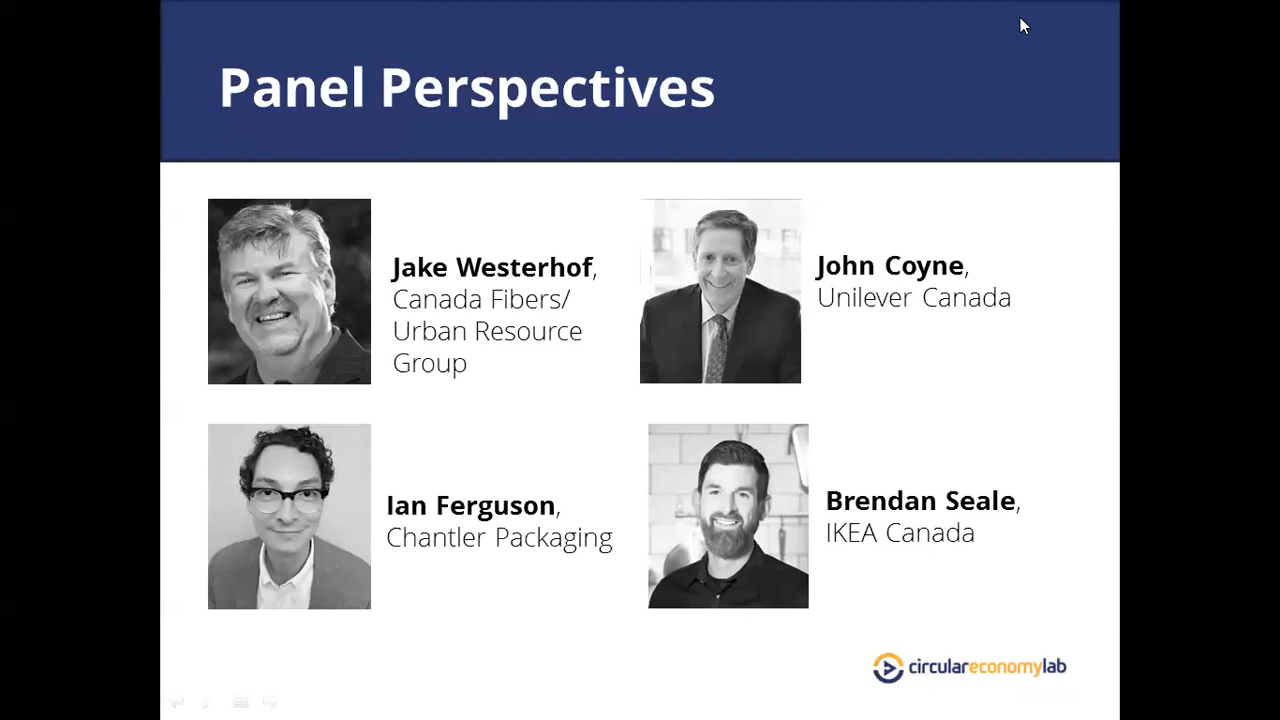 Panel Perspectives
Jake Westerhof,
Canada Fibers/
Urban Resource
Group
John Coyne,
Unilever Canada
Ian Ferguson,
Chantler Packaging
Brendan Seale,
IKEA Canada
circulareconomylab